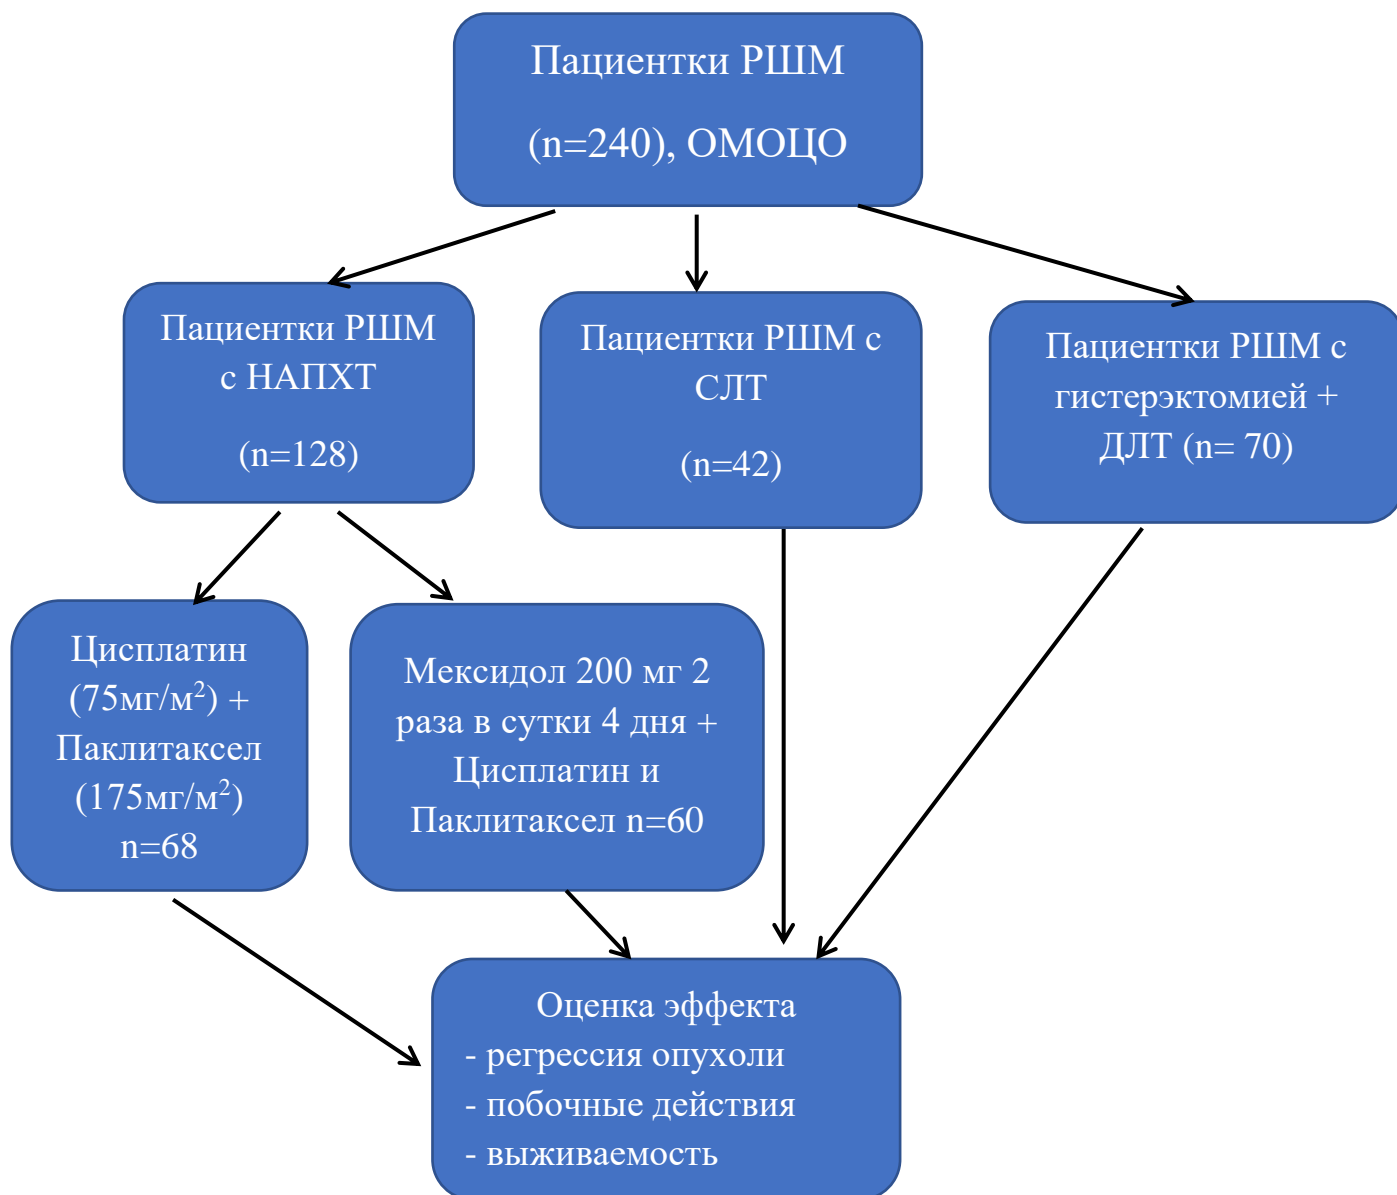 Пациентки РШМ
(n=240), ОМОЦО
Пациентки РШМ
с НАПХТ
(n=128)
Пациентки РШМ с
СЛТ
(n=42)
Пациентки РШМ с
гистерэктомией +
ДЛТ (n= 70)
Цисплатин
(75мг/м²) +
Паклитаксел
(175мг/м²)
n=68
Мексидол 200 мг 2
раза в сутки 4 дня +
Цисплатин и
Паклитаксел n=60
Оценка эффекта
- регрессия опухоли
- побочные действия
- выживаемость